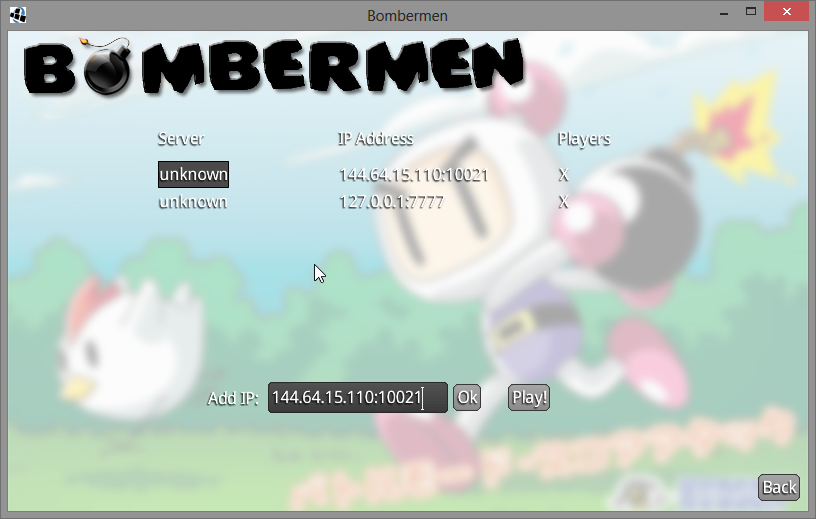 Bombermen
BOMBERMEN
Server IP Address Players
unknown 144.64.15.110:10021 X
unknown 127.0.0.1:7777 X
Add IP: 144.64.15.110:10021 Ok Play!
Back